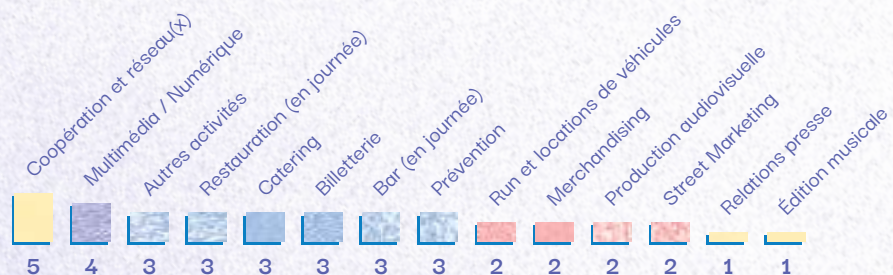 Coopération et réseau(x)
Multimédia / Numérique
Autres activités
Restauration (en journée)
Catering
Billetterie
Bar (en journée)
Prévention
Run et locations de véhicules
Merchandising
Production audiovisuelle
Street Marketing
Relations presse
Édition musicale
5 4 3 3 3 3 3 3 2 2 2 2 1 1